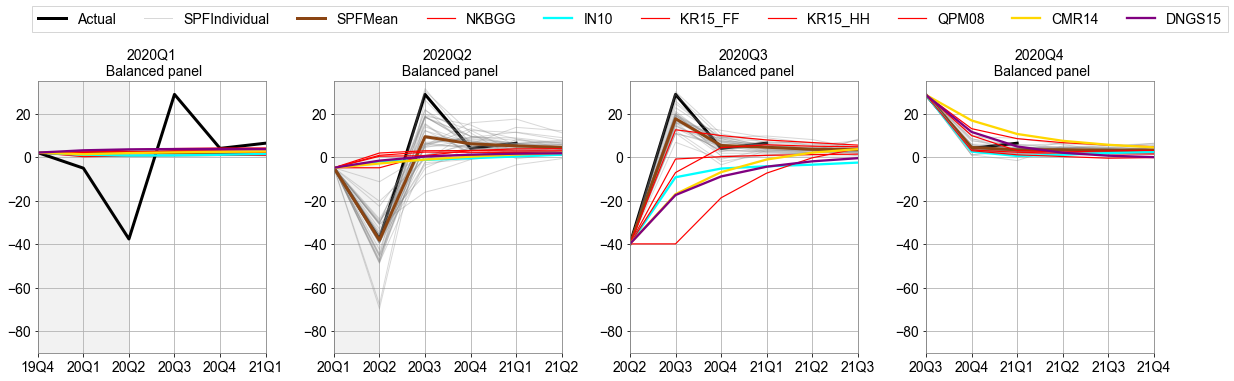 Actual SPFIndividual SPFMean NKBGG IN10 KR15_FF KR15_HH QPM08 CMR14 DNGS15
2020Q1
Balanced panel
20
0
−20
−40
−60
−80
19Q4 20Q1 20Q2 20Q3 20Q4 21Q1
2020Q2
Balanced panel
20
0
−20
−40
−60
−80
20Q1 20Q2 20Q3 20Q4 21Q1 21Q2
2020Q3
Balanced panel
20
0
−20
−40
−60
−80
20Q2 20Q3 20Q4 21Q1 21Q2 21Q3
2020Q4
Balanced panel
20
0
−20
−40
−60
−80
20Q3 20Q4 21Q1 21Q2 21Q3 21Q4